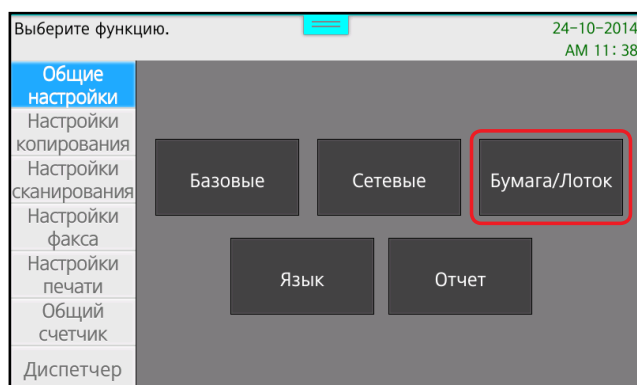 Выберите функцию.
24-10-2014
AM 11: 38
Общие
настройки
Настройки
копирования
Настройки
сканирования
Настройки
факса
Настройки
печати
Общий
счетчик
Диспетчер
Базовые
Сетевые
Бумага/Лоток
Язык
Отчет